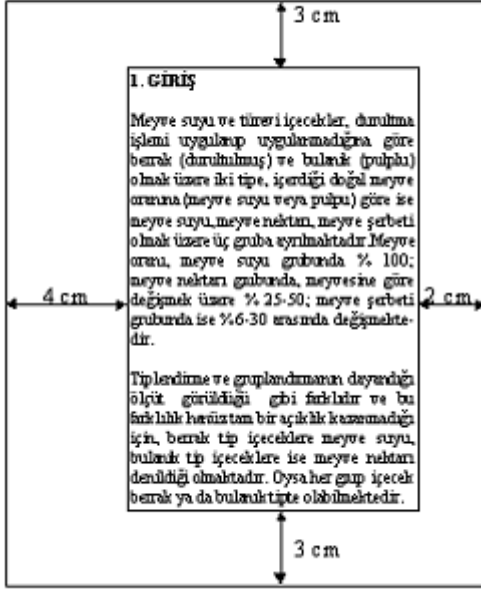 3 cm
1. GİRİŞ
Meyve suyu ve türevi içecekler, durultma
işlemi uygulanıp uygulanmadığına göre
berrak (durultulmuş) ve bulanık (pulplu)
olmak üzere iki tipe, içerdiği doğal meyve
oranına (meyve suyu veya pulpu) göre ise
meyve suyu, meyve nektarı, meyve şerbeti
olmak üzere üç gruba ayrılmaktadır. Meyve
oranı, meyve suyu grubunda % 100;
meyve nektarı grubunda, meyvesine göre
4 cm
2 cm
değişmek üzere % 25-50; meyve şerbeti
grubunda ise %6-30 arasında değişmekte-
dir.
Tiplendirme ve gruplandırmanın dayandığı
ölçüt görüldüğü gibi farklıdır ve bu
farklılık henüz tam bir açıklık kazanmadığı
için, berrak tip içeceklere meyve suyu,
bulanık tip içeceklere ise meyve nektarı
denildiği olmaktadır. Oysa her grup içecek
berrak ya da bulanık tipte olabilmektedir.
3 cm